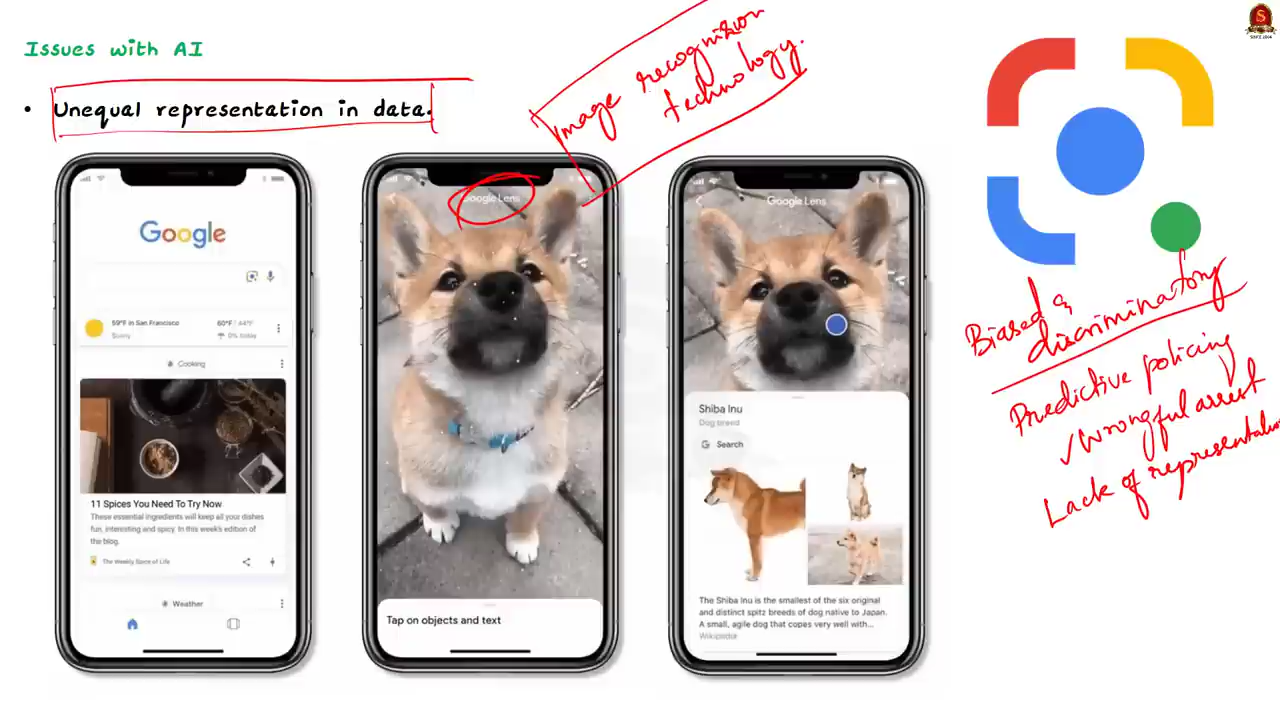 Issues with AI
• Unequal representation in data.
Image recognizion
technology.
Google
59°F in San Francisco
Sunny
60°F / 44°F
0% today
Cooking
11 Spices You Need To Try Now
These essential ingredients will keep all your dishes
fun, interesting and spicy. In this week's edition of
the blog.
The Weekly Slice of Life
Weather
Google Lens
Tap on objects and text
Google Lens
Shiba Inu
Dog breed
G Search
The Shiba Inu is the smallest of the six original
and distinct spitz breeds of dog native to Japan.
A small, agile dog that copes very well with...
Wikipedia
S
Biased &
discriminatory
Predictive policing
✓Wrongful arrest
Lack of representation